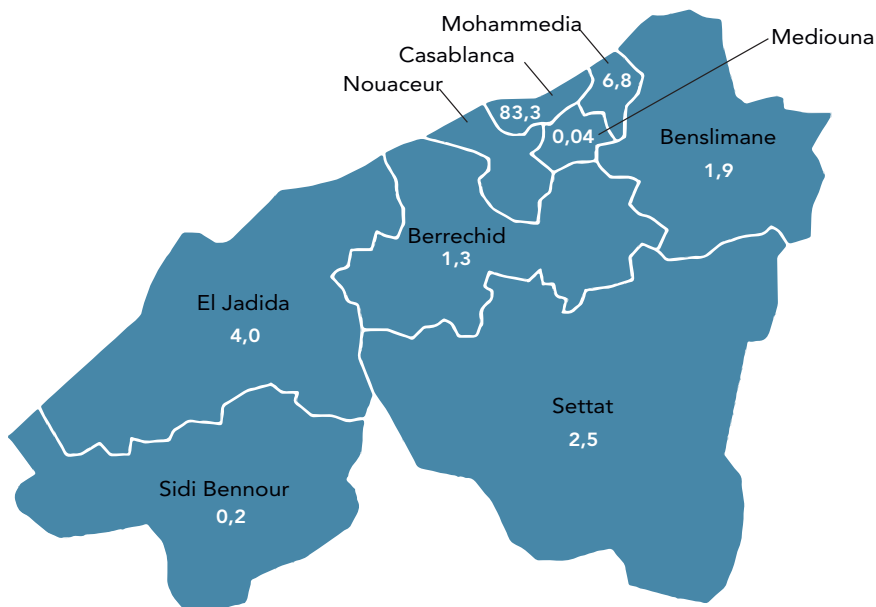 Mohammedia
Mediouna
Casablanca
Nouaceur
6,8
83,3
0,04
Benslimane
1,9
Berrechid
1,3
El Jadida
4,0
Settat
2,5
Sidi Bennour
0,2